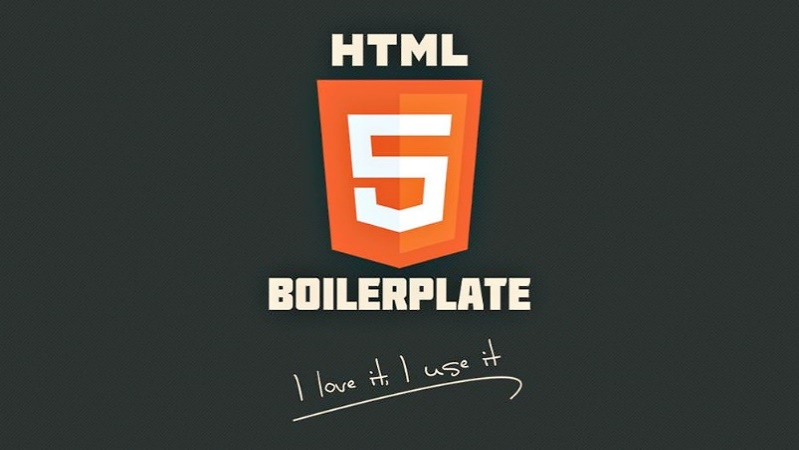 HTML
5
BOILERPLATE
I love it, I use it